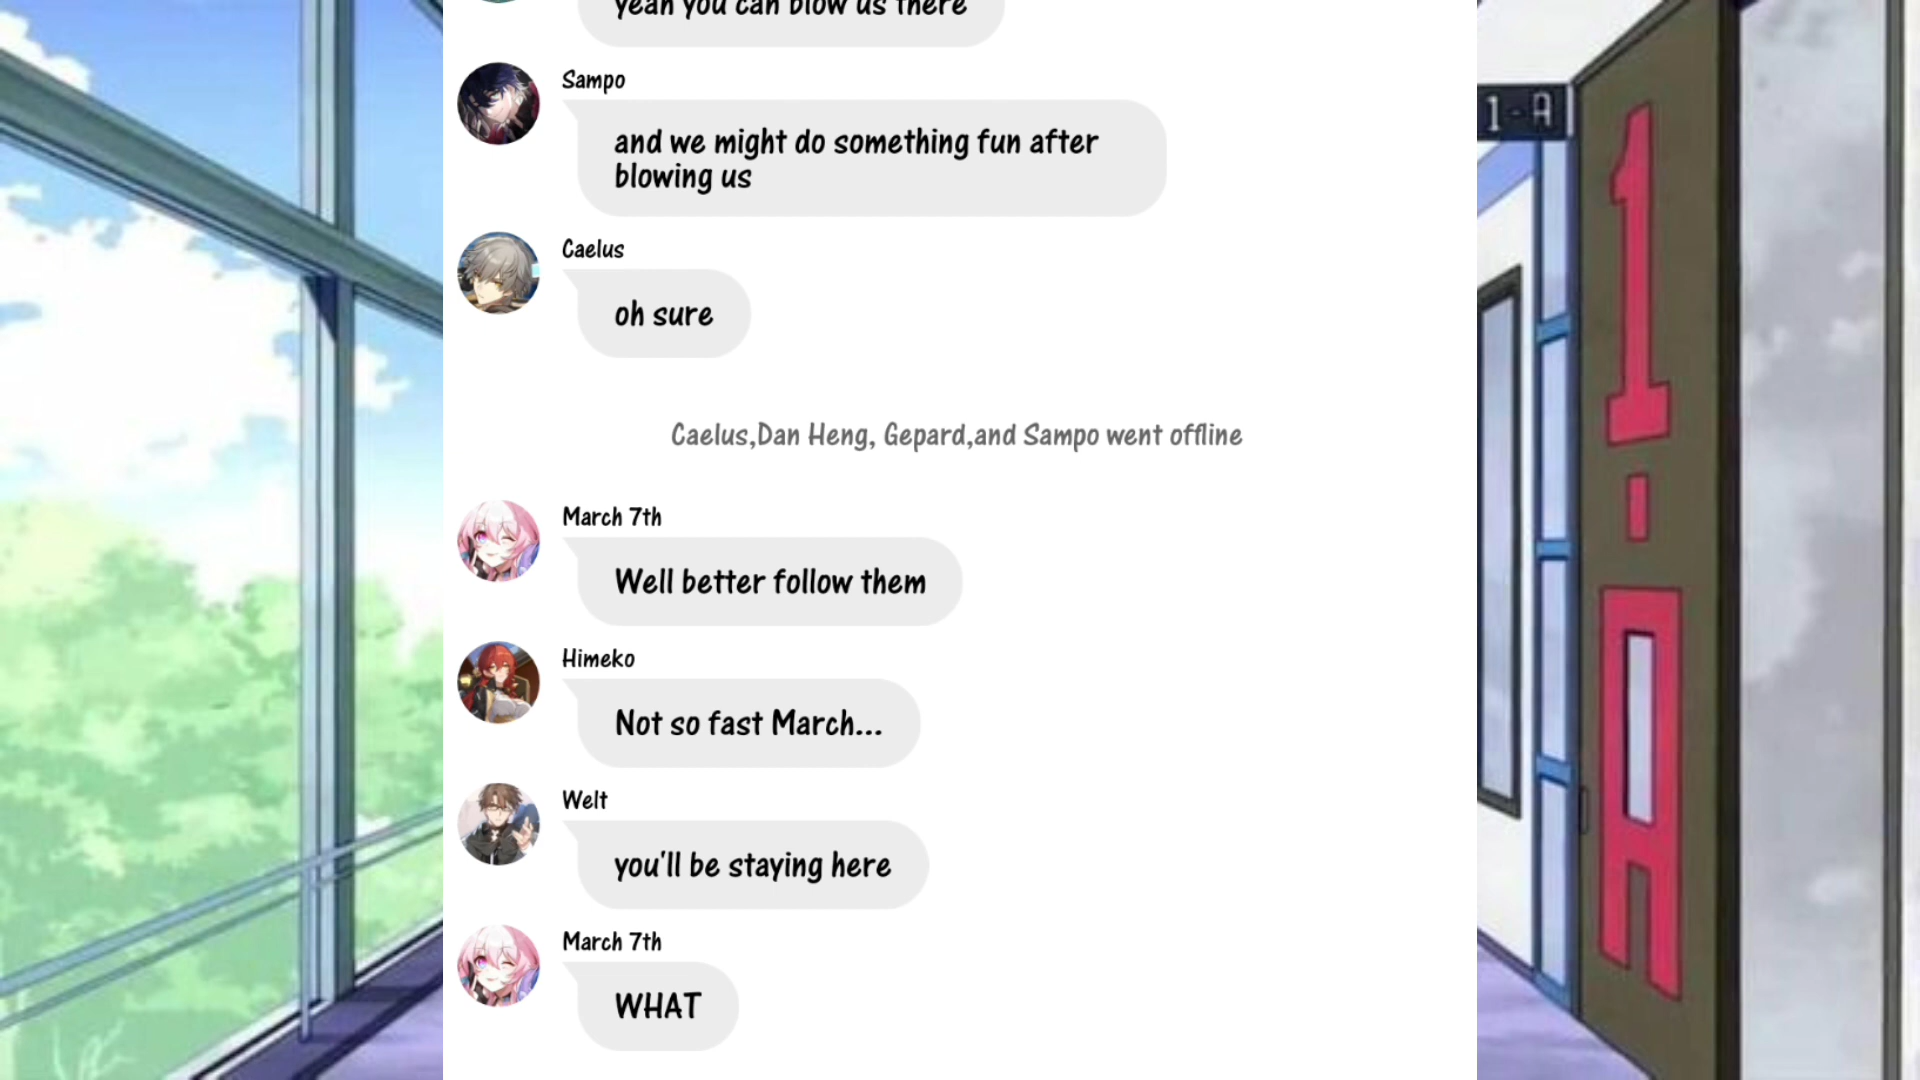 yeah you can blow us there
Sampo
and we might do something fun after
blowing us
Caelus
oh sure
Caelus,Dan Heng, Gepard,and Sampo went offline
March 7th
Well better follow them
Himeko
Not so fast March...
Welt
you'll be staying here
March 7th
WHAT
1-A
1-A